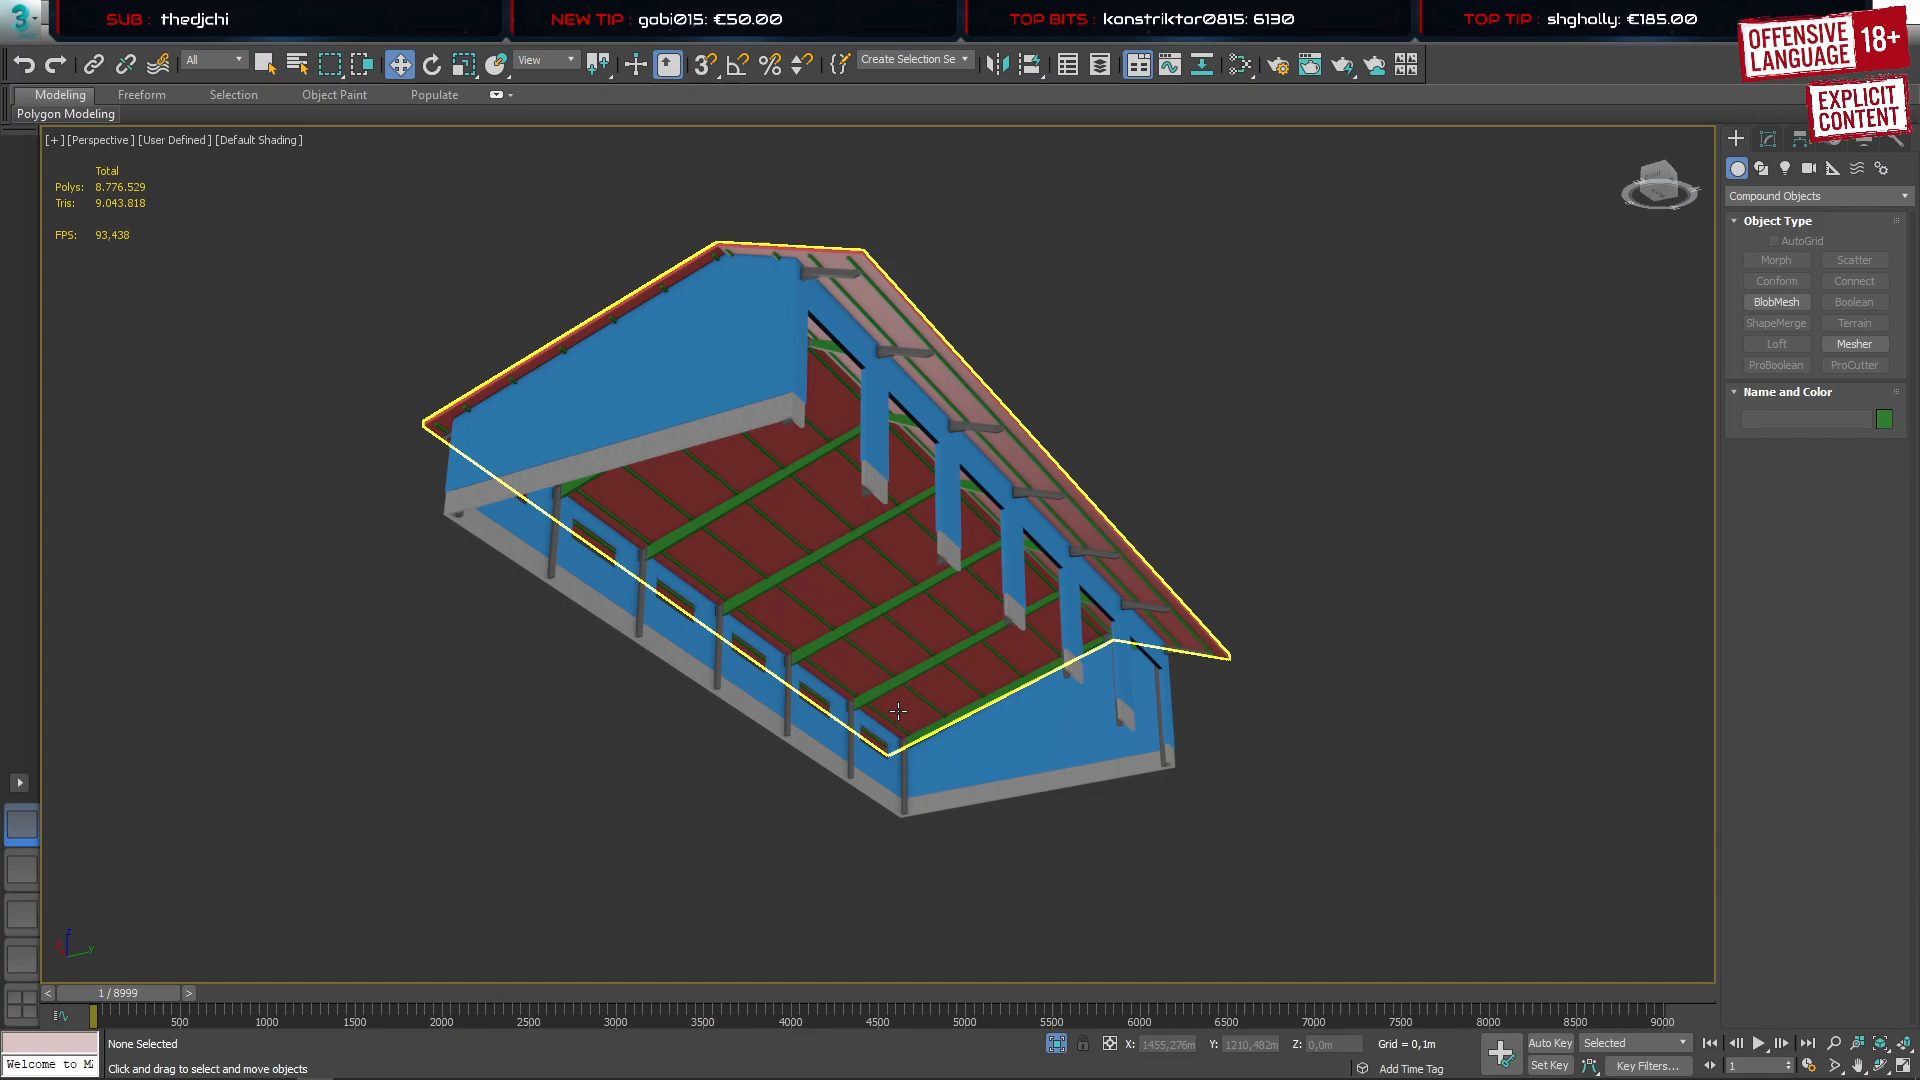 SUB : thedjchi
NEW TIP : gobi015: €50.00
TOP BITS : konstriktor0815: 6130
TOP TIP : shgholly: €185.00
OFFENSIVE LANGUAGE 18+
EXPLICIT CONTENT
3
All
View
Create Selection Se
Modeling
Freeform
Selection
Object Paint
Populate
Polygon Modeling
[+] [Perspective] [User Defined] [Default Shading]
Total
Polys: 8.776.529
Tris: 9.043.818
FPS: 93,438
Compound Objects
Object Type
AutoGrid
Morph
Scatter
Conform
Connect
BlobMesh
Boolean
ShapeMerge
Terrain
Loft
Mesher
ProBoolean
ProCutter
Name and Color
z
y
< 1 / 8999 >
500 1000 1500 2000 2500 3000 3500 4000 4500 5000 5500 6000 6500 7000 7500 8000 8500 9000
None Selected
X: 1455,276m Y: 1210,482m Z: 0,0m Grid = 0,1m
Auto Key
Selected
Welcome to M
Click and drag to select and move objects
Add Time Tag
Set Key
Key Filters...
1